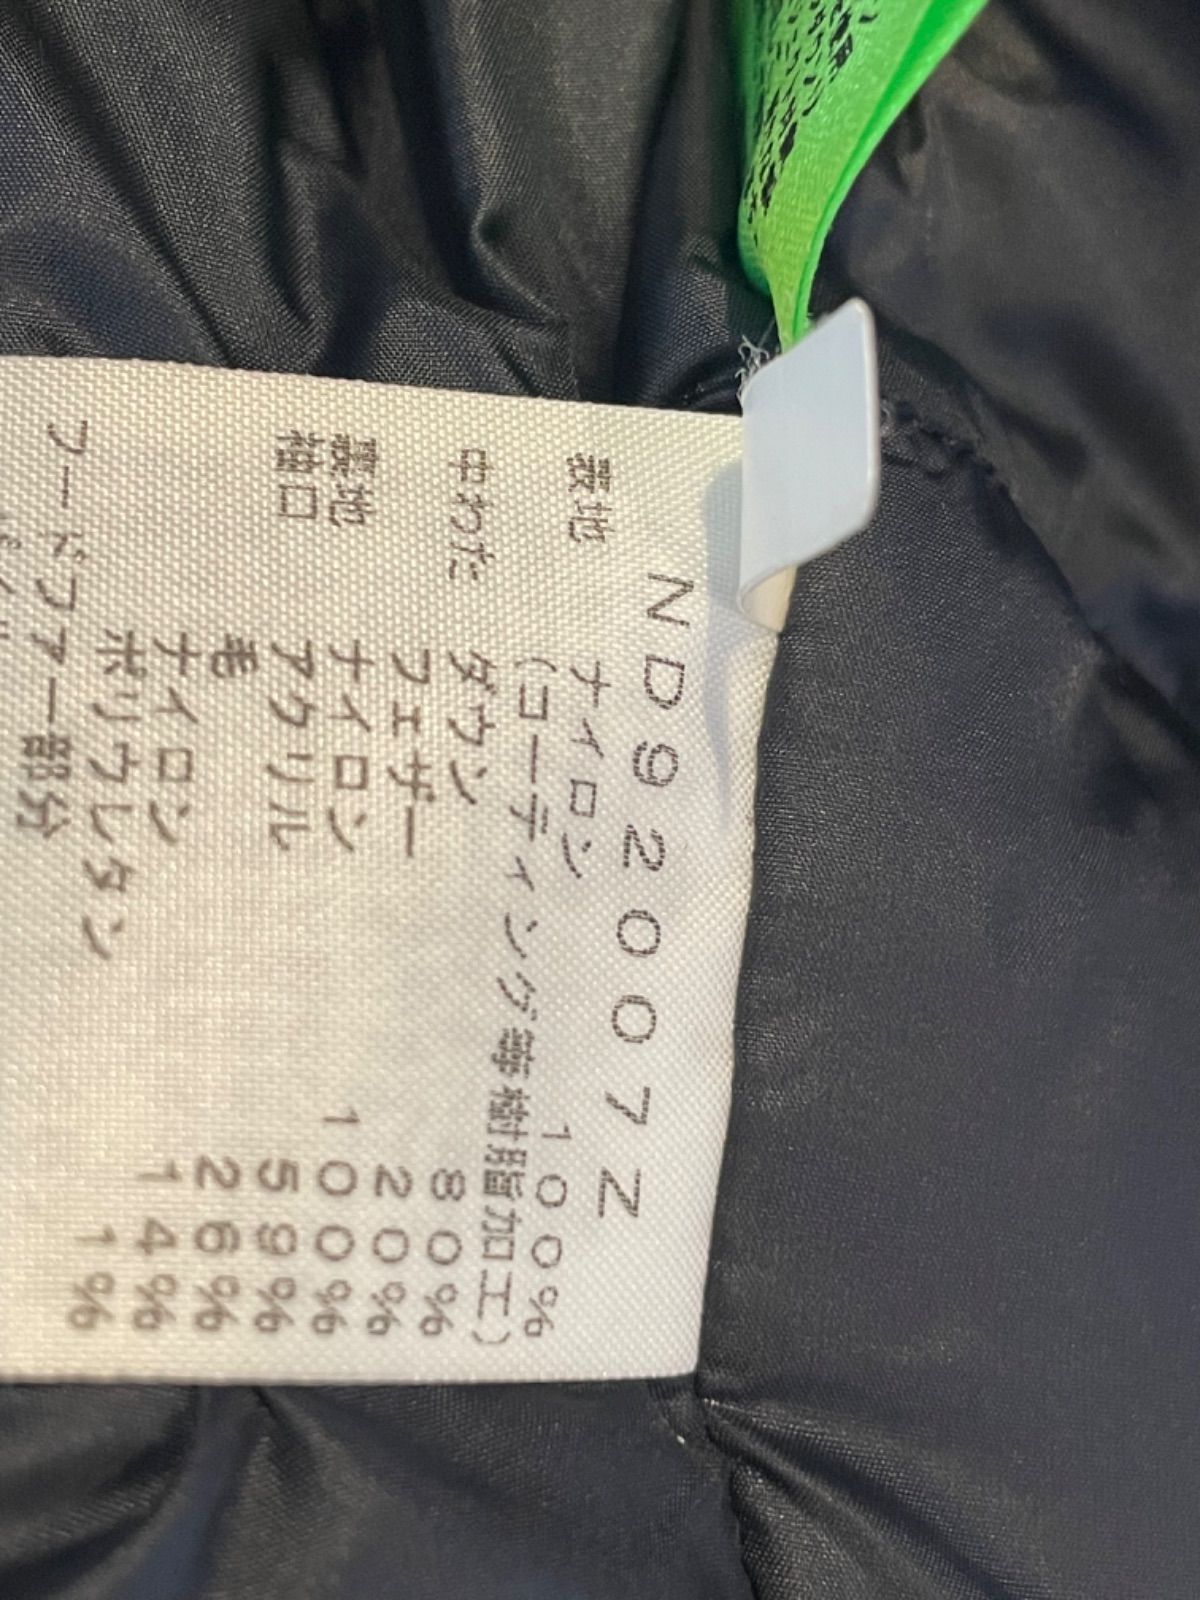 ND92007Z
表地 ナイロン 100%
(コーティング等樹脂加工)
中わた ダウン 80%
フェザー 20%
裏地 ナイロン 100%
袖口 アクリル 59%
毛 26%
ナイロン 14%
ポリウレタン 1%
フードファー部分